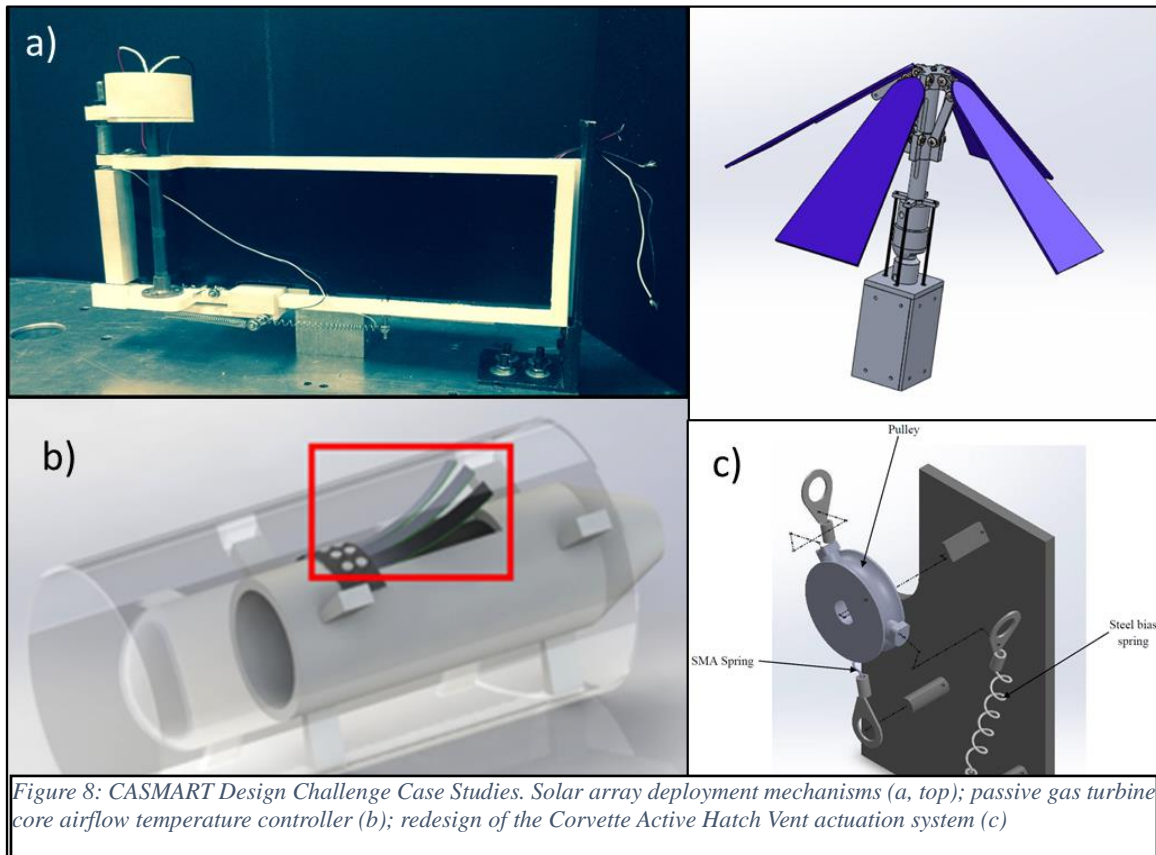 a)
b)
c)
Pulley
Steel bias
spring
SMA Spring
Figure 8: CASMART Design Challenge Case Studies. Solar array deployment mechanisms (a, top); passive gas turbine
core airflow temperature controller (b); redesign of the Corvette Active Hatch Vent actuation system (c)